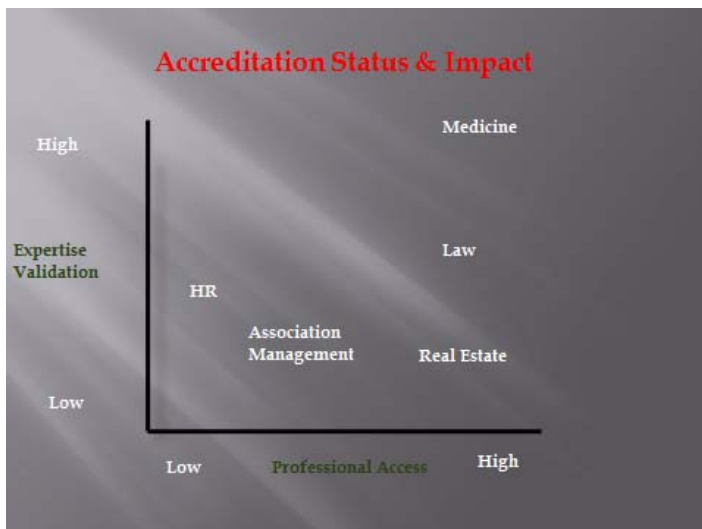 Accreditation Status & Impact
Medicine
High
Expertise
Validation
Law
HR
Association
Management
Real Estate
Low
Low
Professional Access
High